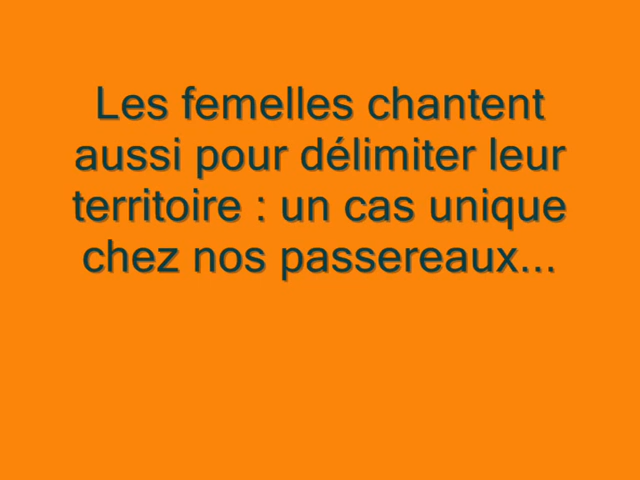 Les femelles chantent
aussi pour délimiter leur
territoire : un cas unique
chez nos passereaux...